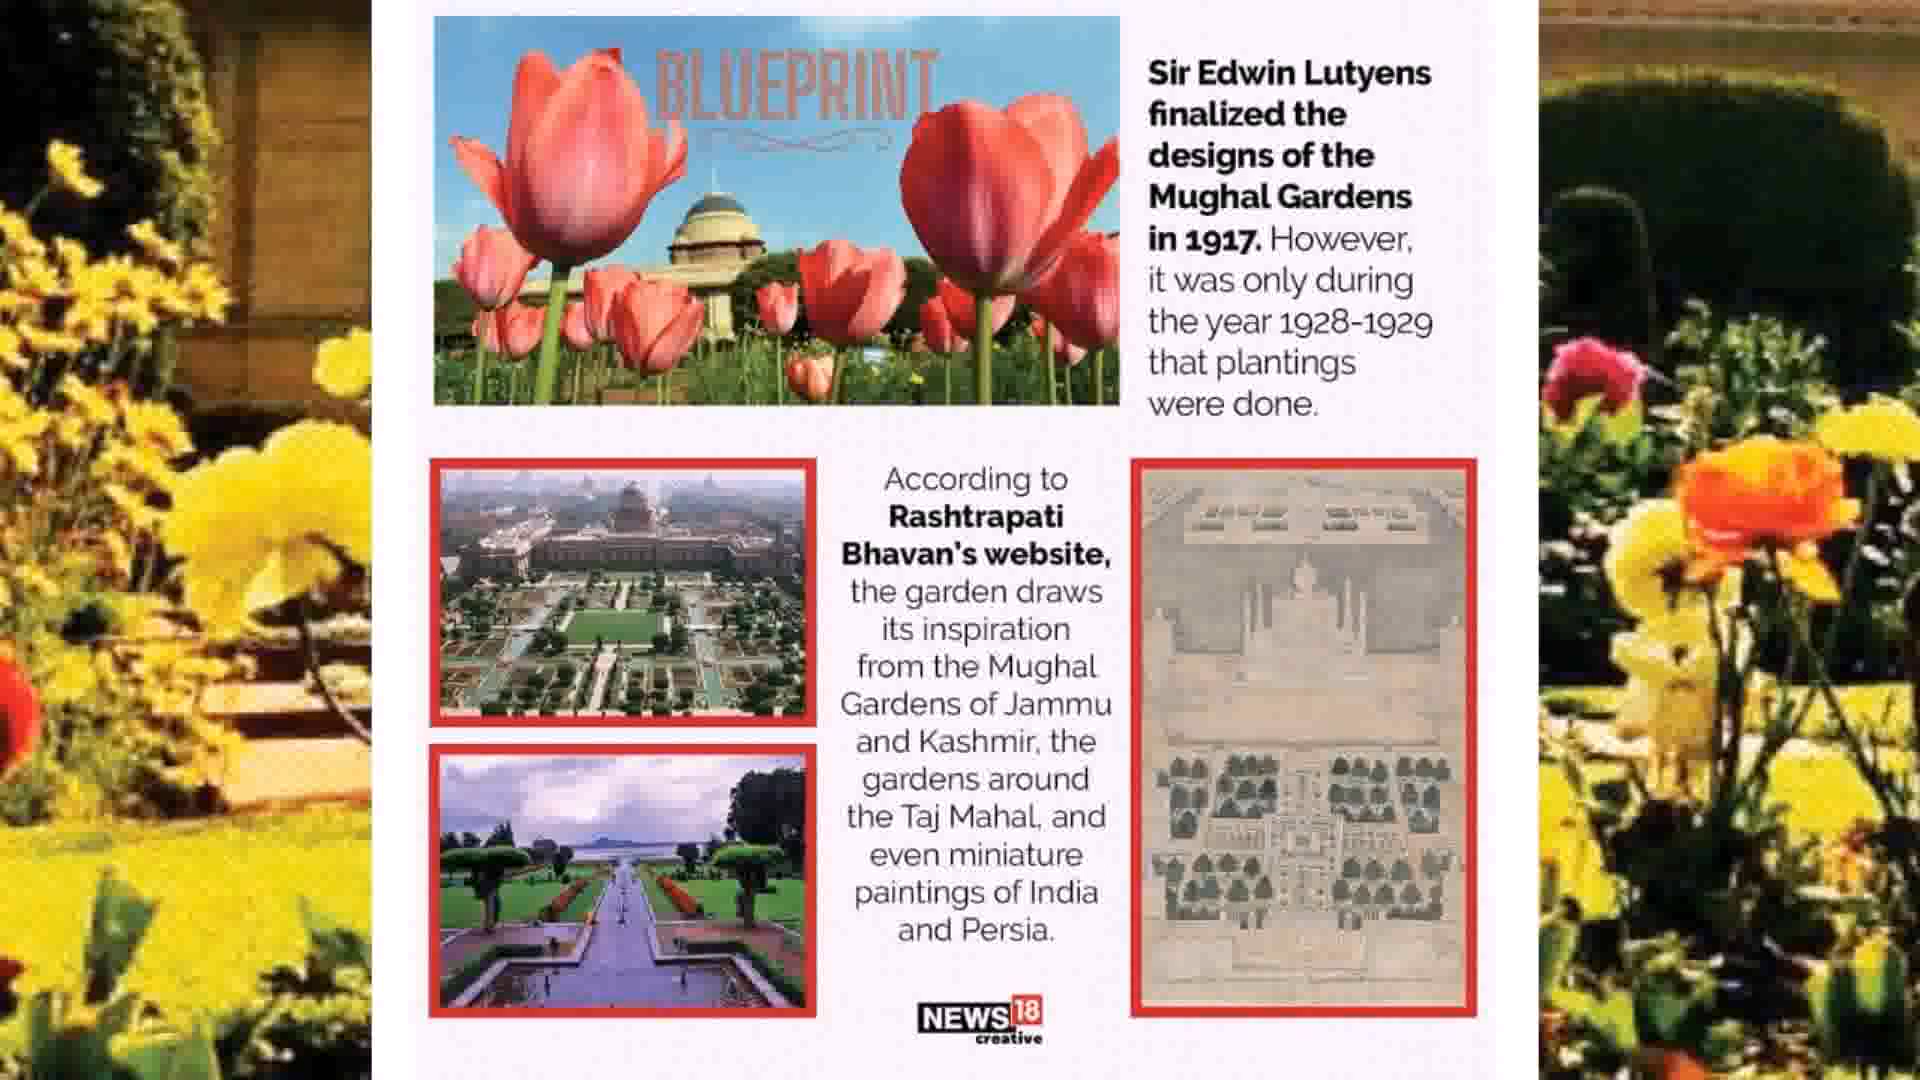 BLUEPRINT
Sir Edwin Lutyens
finalized the
designs of the
Mughal Gardens
in 1917. However,
it was only during
the year 1928-1929
that plantings
were done.
According to
Rashtrapati
Bhavan's website,
the garden draws
its inspiration
from the Mughal
Gardens of Jammu
and Kashmir, the
gardens around
the Taj Mahal, and
even miniature
paintings of India
and Persia.
NEWS18
creative